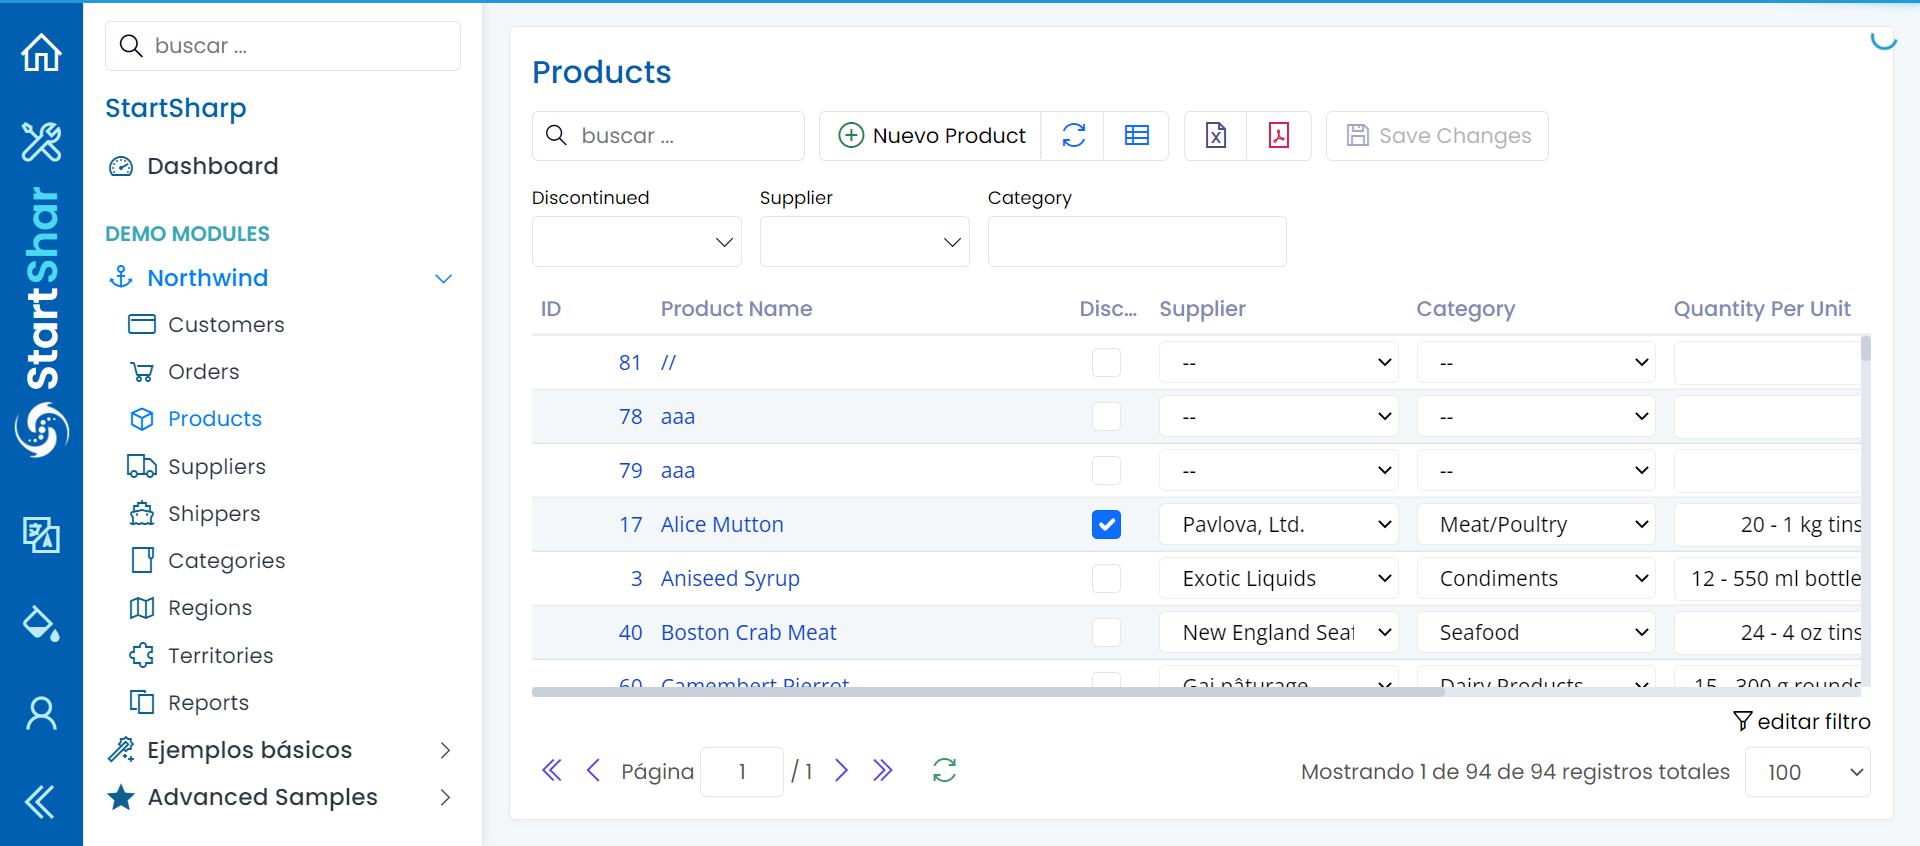 StartShar
buscar ...
StartSharp
Dashboard
DEMO MODULES
Northwind
Customers
Orders
Products
Suppliers
Shippers
Categories
Regions
Territories
Reports
Ejemplos básicos
Advanced Samples
Products
buscar ... Nuevo Product Save Changes
Discontinued Supplier Category
ID Product Name Disc... Supplier Category Quantity Per Unit
81 // -- --
78 aaa -- --
79 aaa -- --
17 Alice Mutton Pavlova, Ltd. Meat/Poultry 20 - 1 kg tins
3 Aniseed Syrup Exotic Liquids Condiments 12 - 550 ml bottle
40 Boston Crab Meat New England Seaf Seafood 24 - 4 oz tins
60 Camembert Pierrot Gai pâturage Dairy Products 15 - 300 g rounds
editar filtro
Página 1 / 1 Mostrando 1 de 94 de 94 registros totales 100